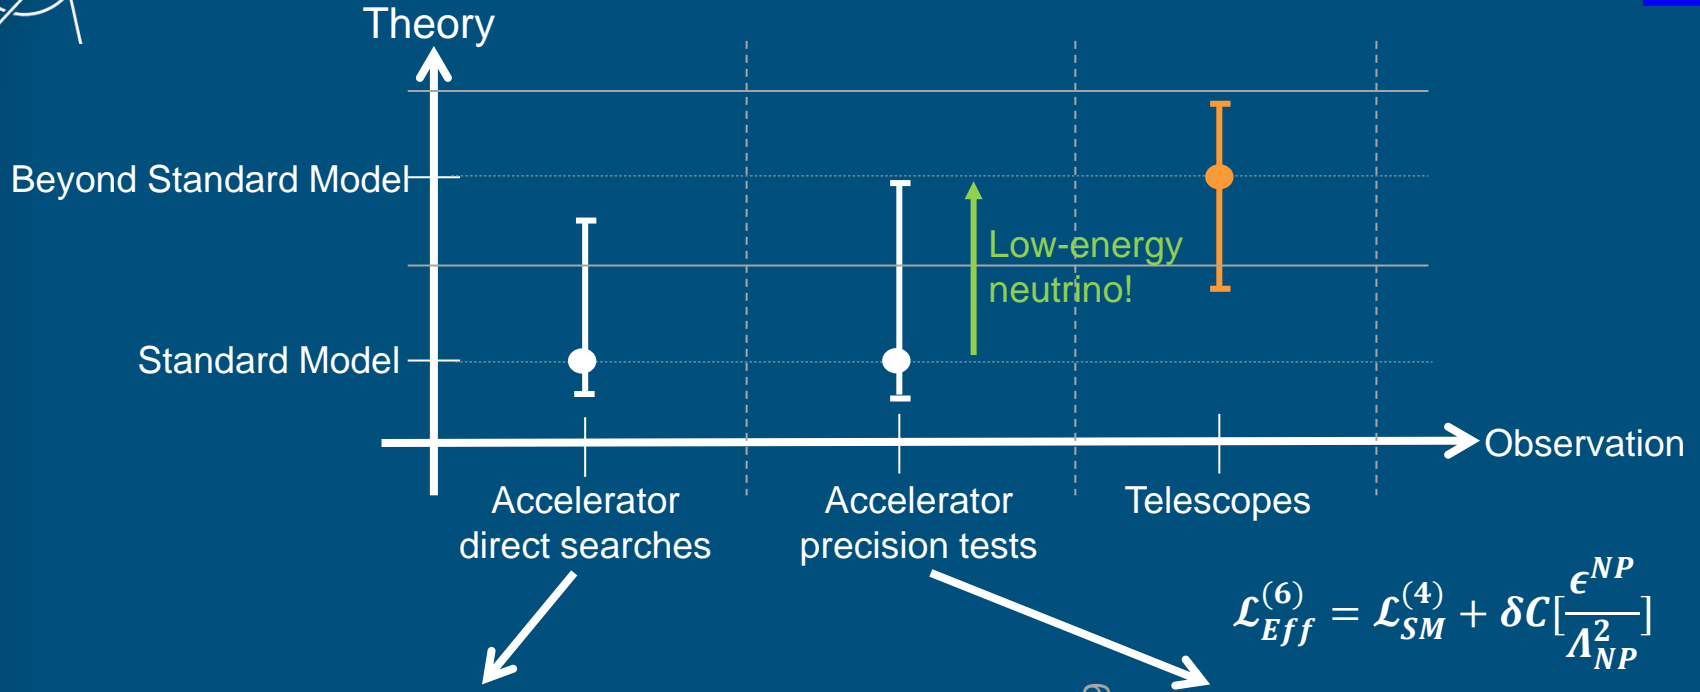 Theory
Beyond Standard Model
Low-energy
neutrino!
Standard Model
Observation
Accelerator
direct searches
Accelerator
precision tests
Telescopes
𝓛_{Eff}^{(6)} = 𝓛_{SM}^{(4)} + δC[ϵ^{NP}/Λ_{NP}^{2}]